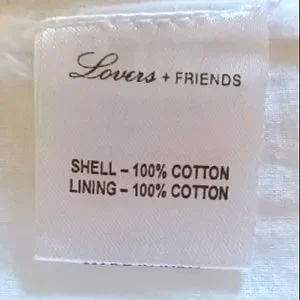 Lovers + FRIENDS
SHELL – 100% COTTON
LINING – 100% COTTON